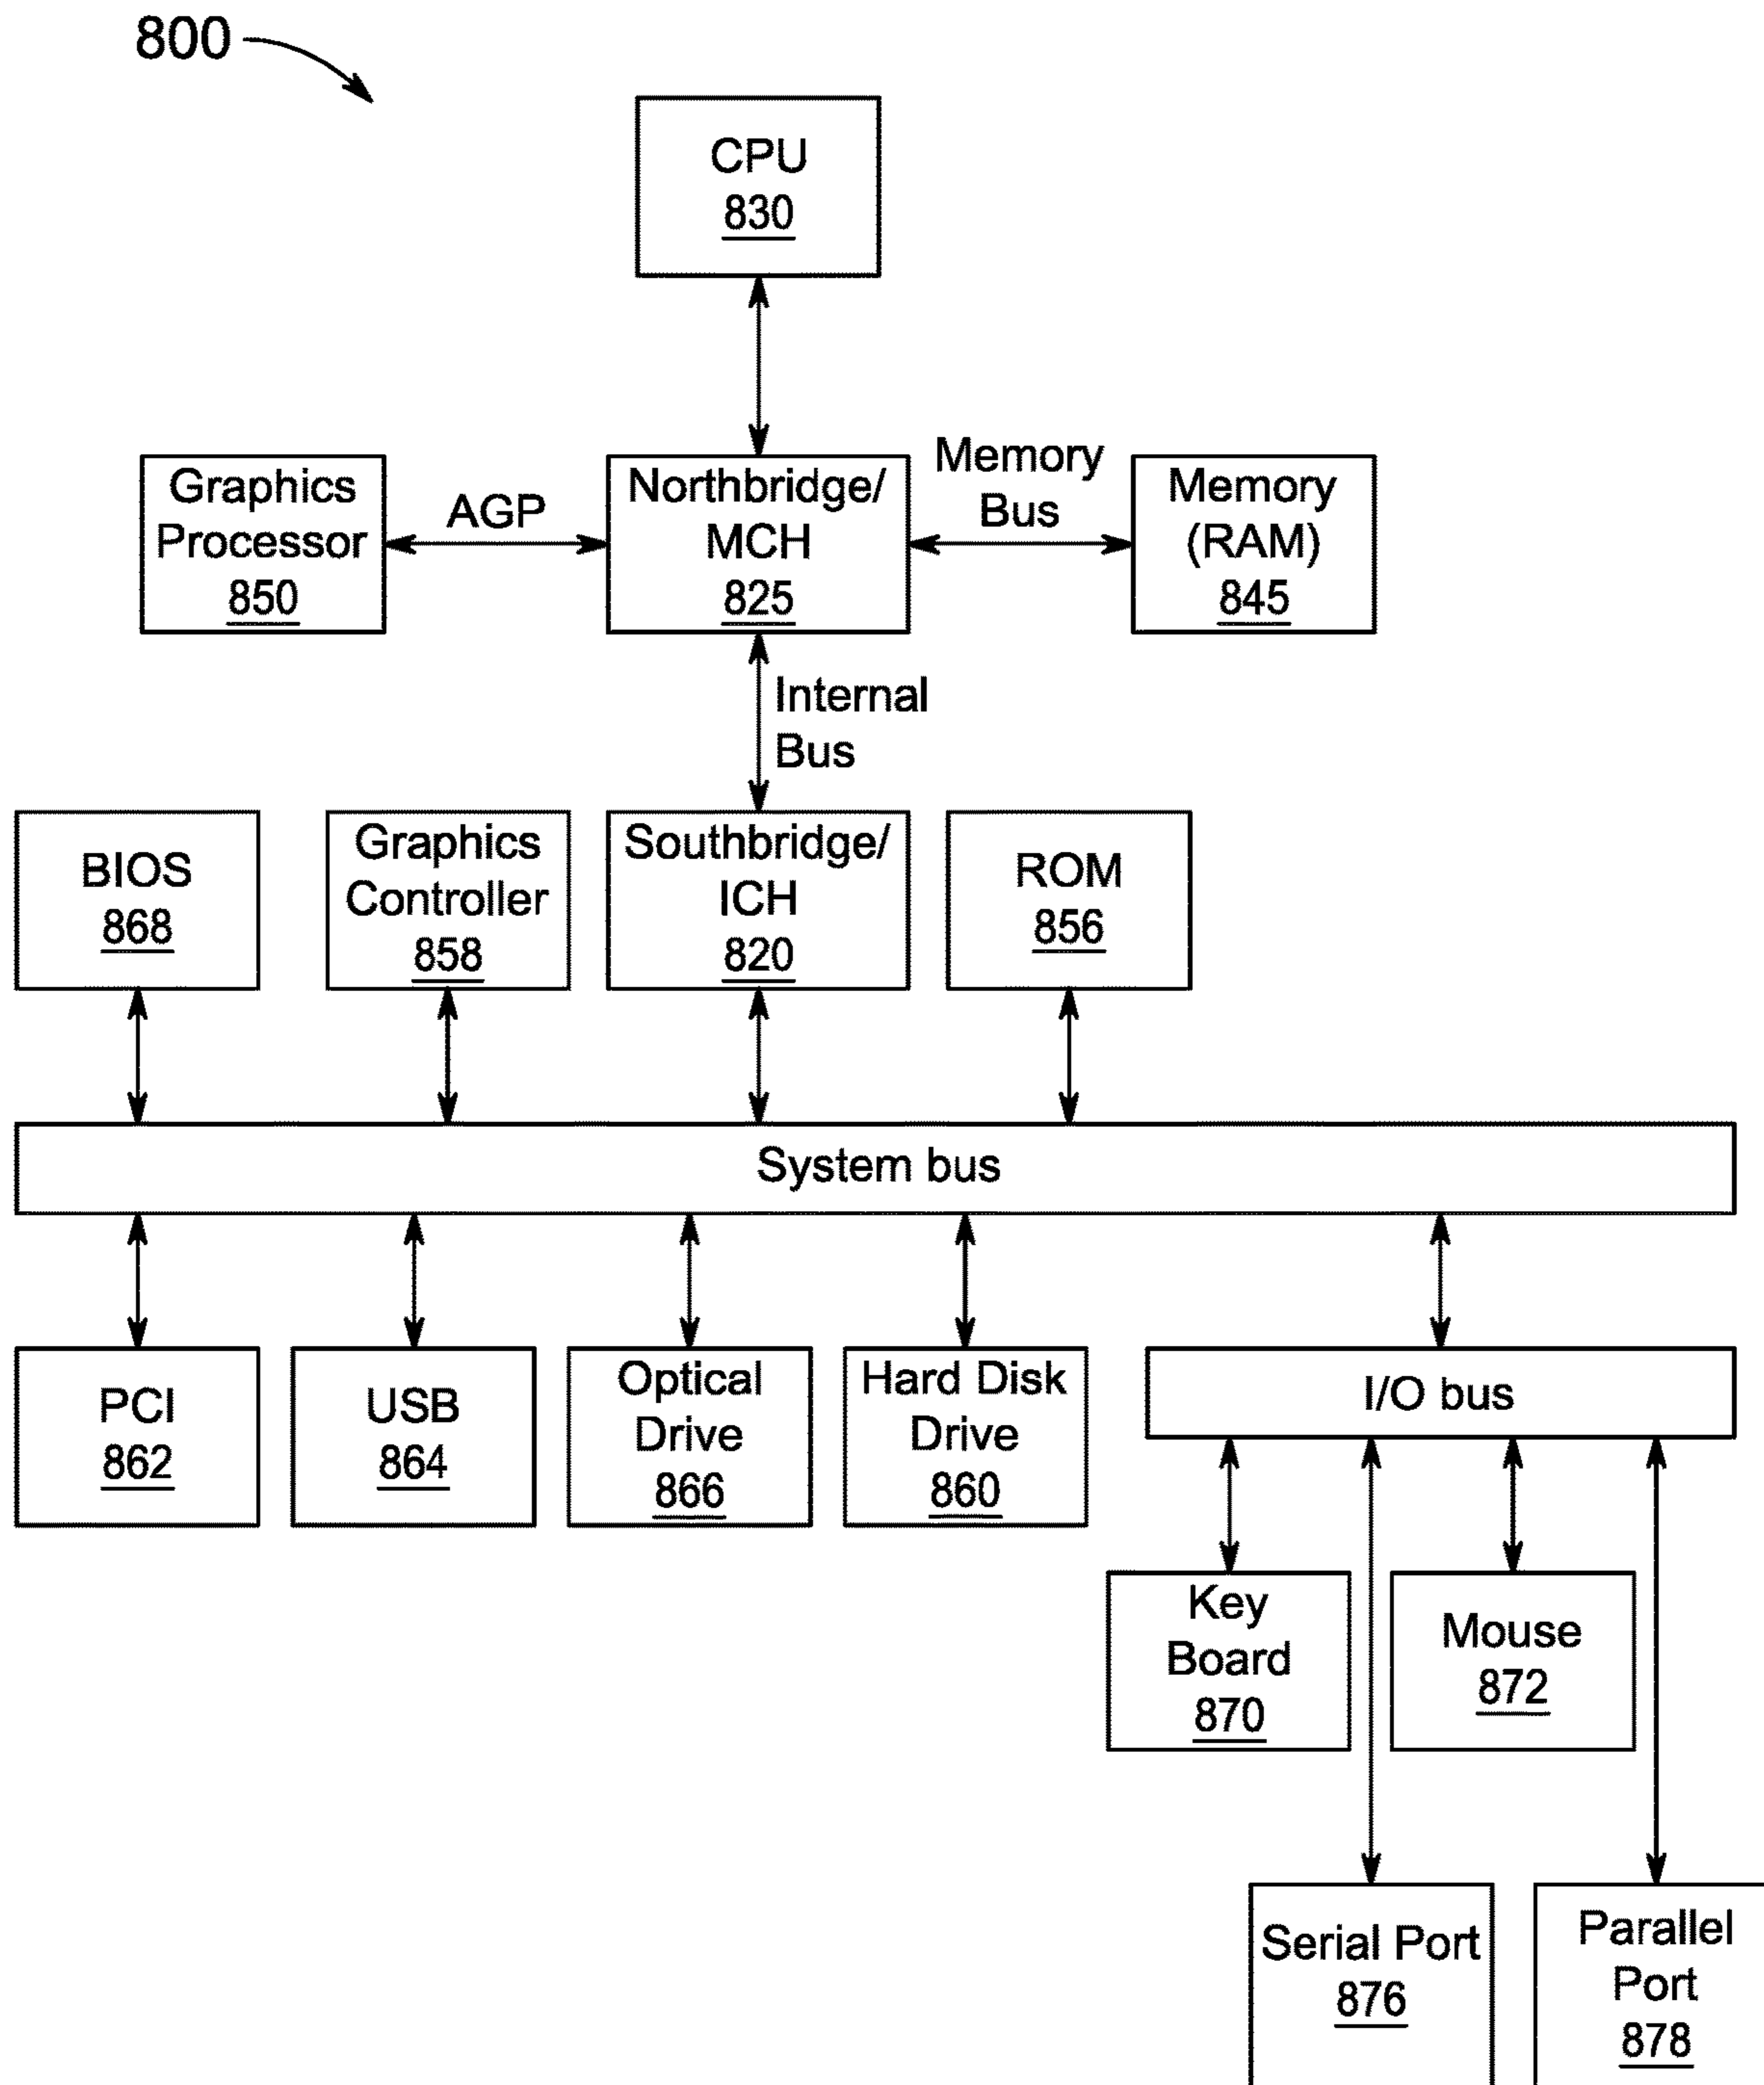 800
CPU
830
Graphics
Processor
850
AGP
Northbridge/
MCH
825
Memory
Bus
Memory
(RAM)
845
Internal
Bus
BIOS
868
Graphics
Controller
858
Southbridge/
ICH
820
ROM
856
System bus
PCI
862
USB
864
Optical
Drive
866
Hard Disk
Drive
860
I/O bus
Key
Board
870
Mouse
872
Serial Port
876
Parallel
Port
878